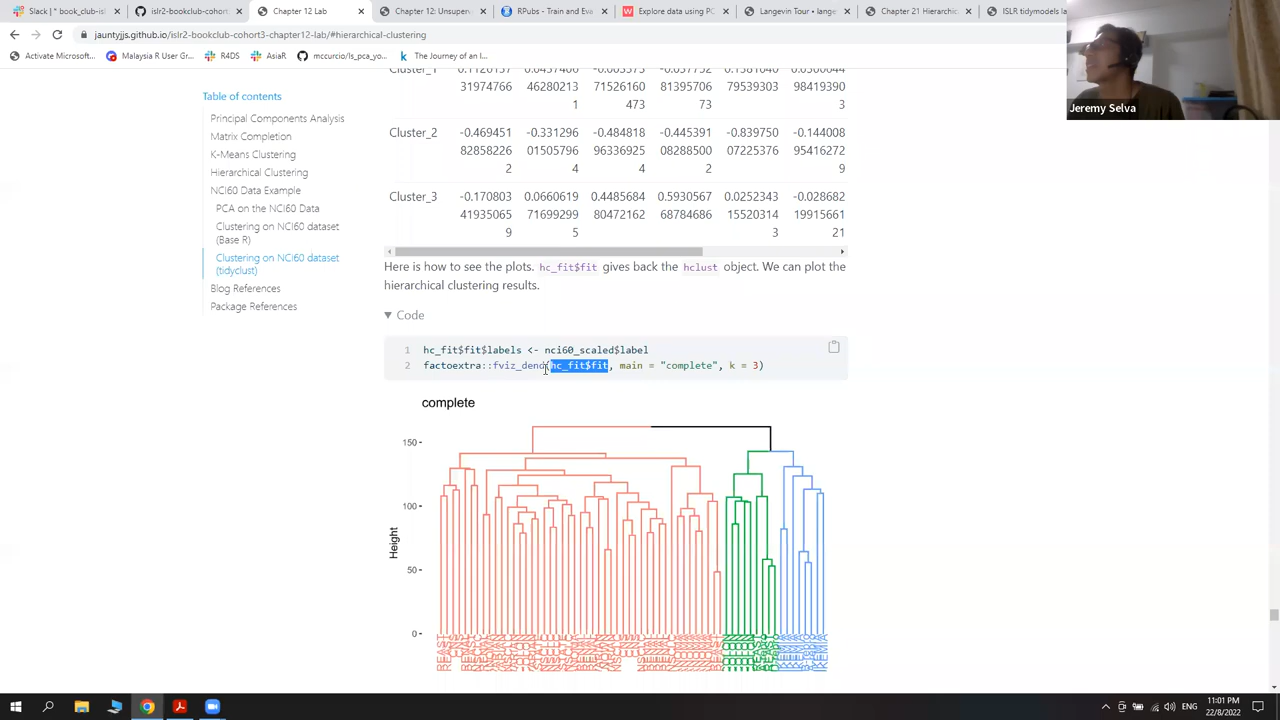 Slack | # book_club-isl
islr2-bookclub-cohort3-ch
Chapter 12 Lab
Chapter 12: Unsuperv
RPubs - Train and Eva
Explore data using PC
Langevin Tour • lange
Chapter 21 Hierarchic
ISLR tidymodels la
jauntyjjs.github.io/islr2-bookclub-cohort3-chapter12-lab/#hierarchical-clustering
Activate Microsoft...
Malaysia R User Gr...
R4DS
AsiaR
mccurcio/ls_pca_yo...
The Journey of an I...
Jeremy Selva
Table of contents
Principal Components Analysis
Matrix Completion
K-Means Clustering
Hierarchical Clustering
NCI60 Data Example
PCA on the NCI60 Data
Clustering on NCI60 dataset
(Base R)
Clustering on NCI60 dataset
(tidyclust)
Blog References
Package References
Cluster_1
31974766 46280213 71526160 81395706 79539303 98419390
1 473 73 3
Cluster_2 -0.469451 -0.331296 -0.484818 -0.445391 -0.839750 -0.144008
82858226 01505796 96336925 08288500 07225376 95416272
2 4 4 2 9
Cluster_3 -0.170803 0.0660619 0.4485684 0.5930546 0.0252343 -0.028682
41935065 71699299 80472162 68784686 15520314 19915661
9 5 3 21
Here is how to see the plots. hc_fit$fit gives back the hclust object. We can plot the
hierarchical clustering results.
Code
1 hc_fit$fit$labels <- nci60_scaled$label
2 factoextra::fviz_dend(hc_fit$fit, main = "complete", k = 3)
complete
150
100
50
0
Height
ENG
11:01 PM
22/8/2022